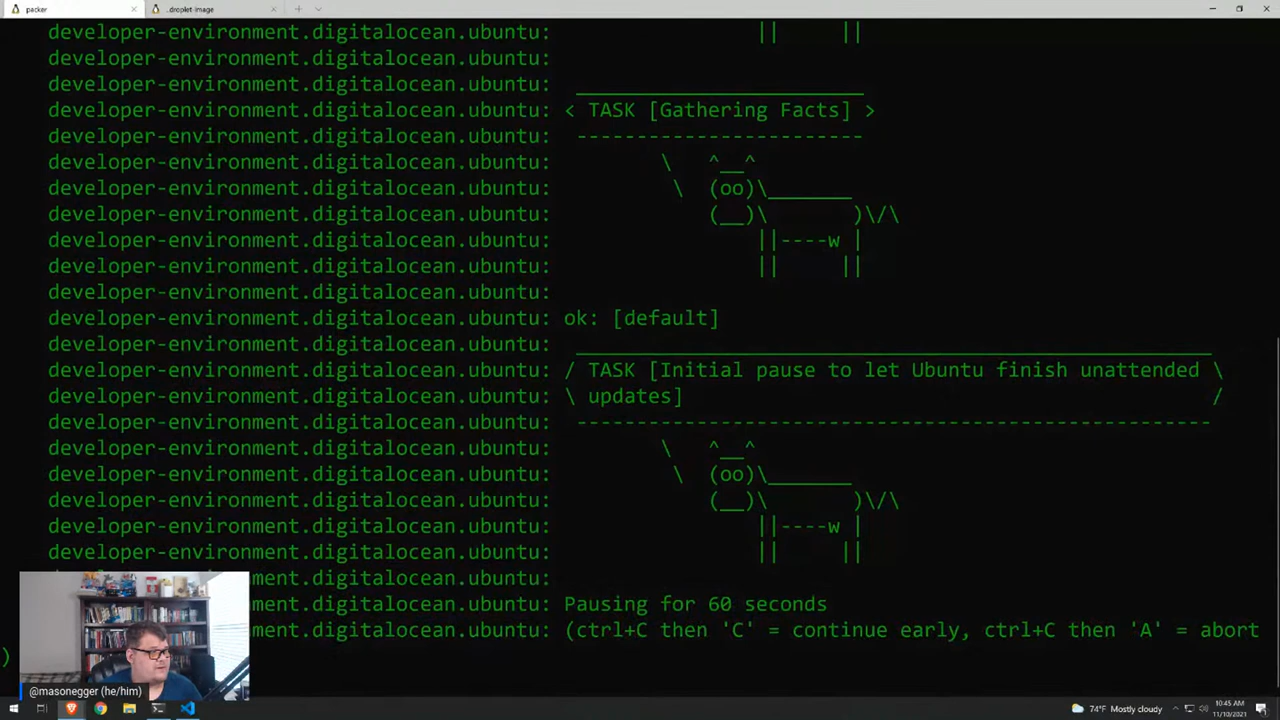 packer
..droplet-image
developer-environment.digitalocean.ubuntu: || ||
developer-environment.digitalocean.ubuntu:
developer-environment.digitalocean.ubuntu: ________________________
developer-environment.digitalocean.ubuntu: < TASK [Gathering Facts] >
developer-environment.digitalocean.ubuntu: ------------------------
developer-environment.digitalocean.ubuntu: \ ^__^
developer-environment.digitalocean.ubuntu: \ (oo)\_______
developer-environment.digitalocean.ubuntu: (__)\ )\/\
developer-environment.digitalocean.ubuntu: ||----w |
developer-environment.digitalocean.ubuntu: || ||
developer-environment.digitalocean.ubuntu:
developer-environment.digitalocean.ubuntu: ok: [default]
developer-environment.digitalocean.ubuntu: _____________________________________________________
developer-environment.digitalocean.ubuntu: / TASK [Initial pause to let Ubuntu finish unattended \
developer-environment.digitalocean.ubuntu: \ updates] /
developer-environment.digitalocean.ubuntu: -----------------------------------------------------
developer-environment.digitalocean.ubuntu: \ ^__^
developer-environment.digitalocean.ubuntu: \ (oo)\_______
developer-environment.digitalocean.ubuntu: (__)\ )\/\
developer-environment.digitalocean.ubuntu: ||----w |
developer-environment.digitalocean.ubuntu: || ||
ronment.digitalocean.ubuntu:
ronment.digitalocean.ubuntu: Pausing for 60 seconds
ronment.digitalocean.ubuntu: (ctrl+C then 'C' = continue early, ctrl+C then 'A' = abort
)
@masonegger (he/him)
74°F Mostly cloudy
10:45 AM
11/10/2021